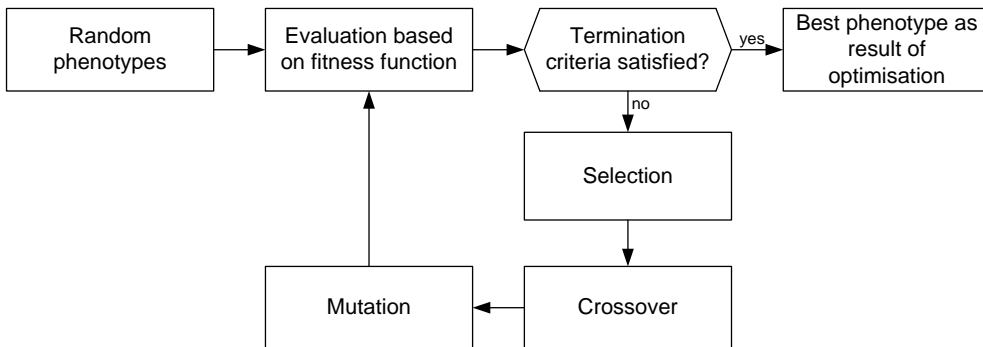 Random
phenotypes
Evaluation based
on fitness function
Termination
criteria satisfied?
yes
Best phenotype as
result of
optimisation
no
Selection
Crossover
Mutation